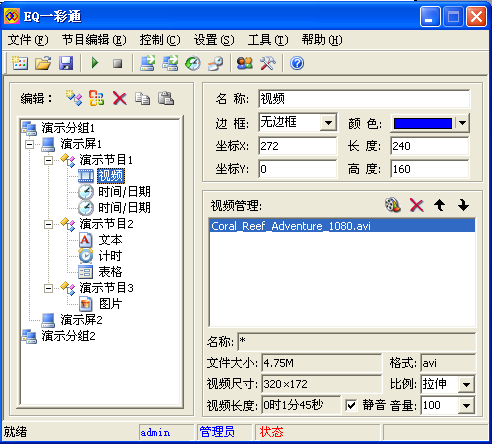 EQ一彩通
文件(F) 节目编辑(E) 控制(C) 设置(S) 工具(T) 帮助(H)
编辑:
演示分组1
演示屏1
演示节目1
视频
时间/日期
时间/日期
演示节目2
文本
计时
表格
演示节目3
图片
演示屏2
演示分组2
名 称: 视频
边 框: 无边框 颜 色:
坐标X: 272 长 度: 240
坐标Y: 0 高 度: 160
视频管理:
Coral_Reef_Adventure_1080.avi
名称: *
文件大小: 4.75M 格式: avi
视频尺寸: 320×172 比例: 拉伸
视频长度: 0时1分45秒 静音 音量: 100
就绪 admin 管理员 状态